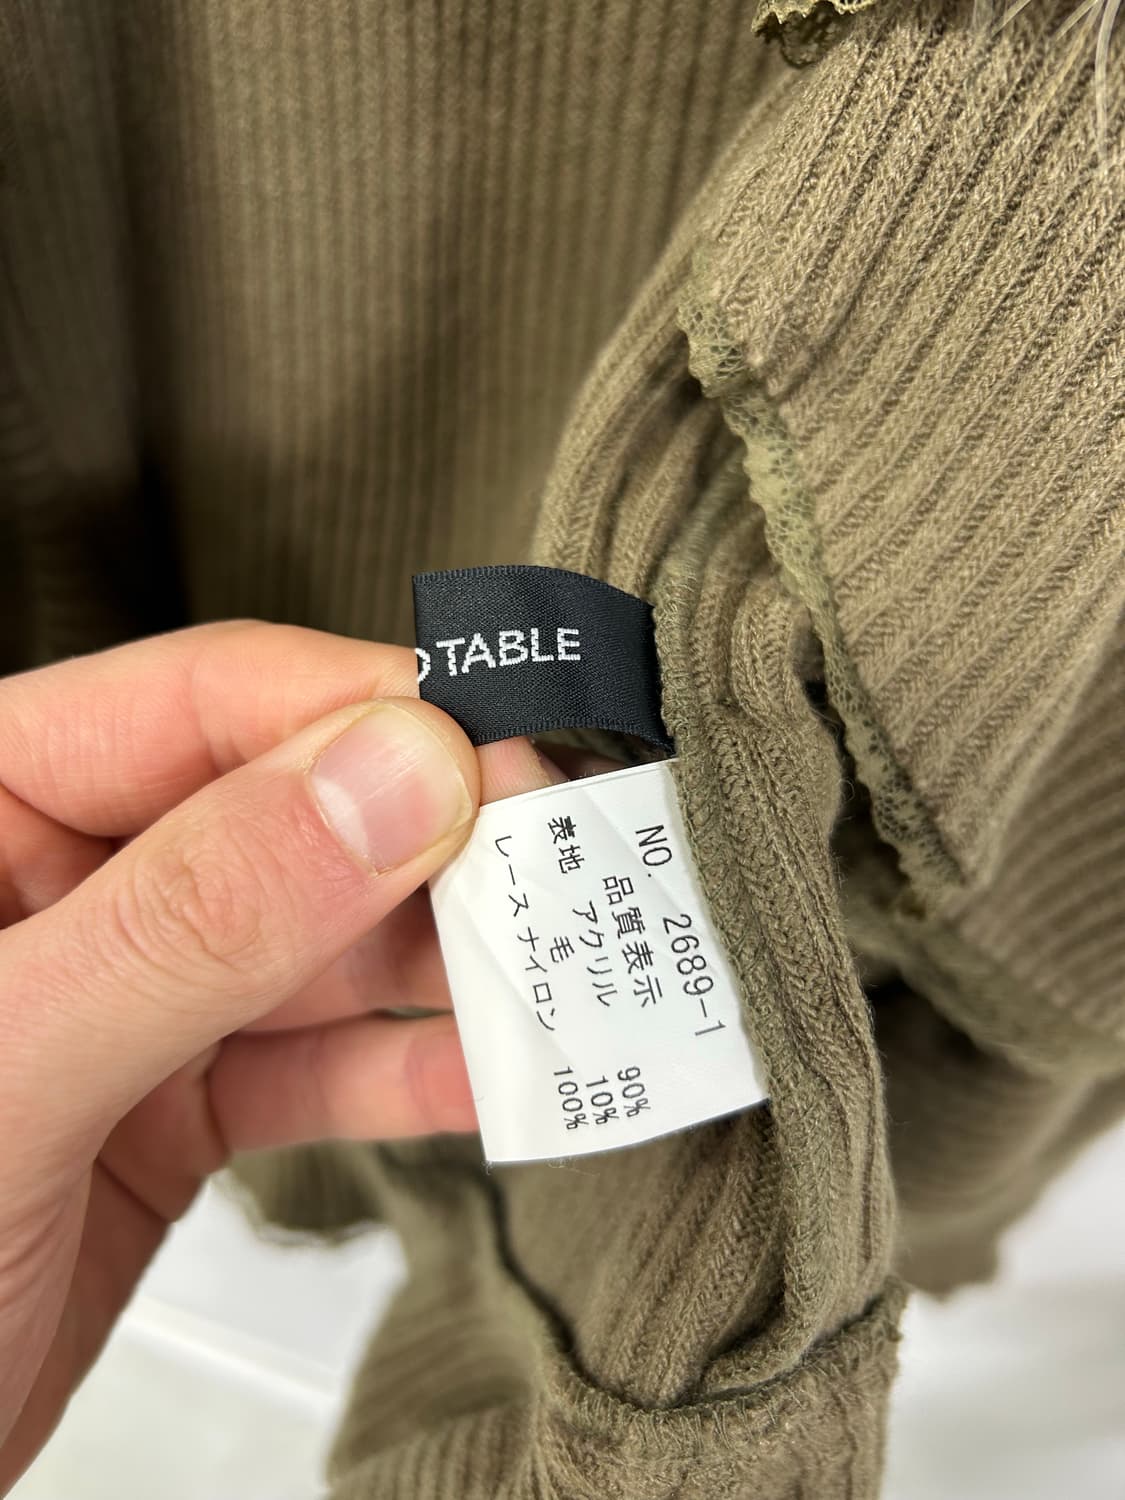 TABLE
NO. 2689-1
品質表示
表地 アクリル 90%
毛 10%
レース ナイロン 100%